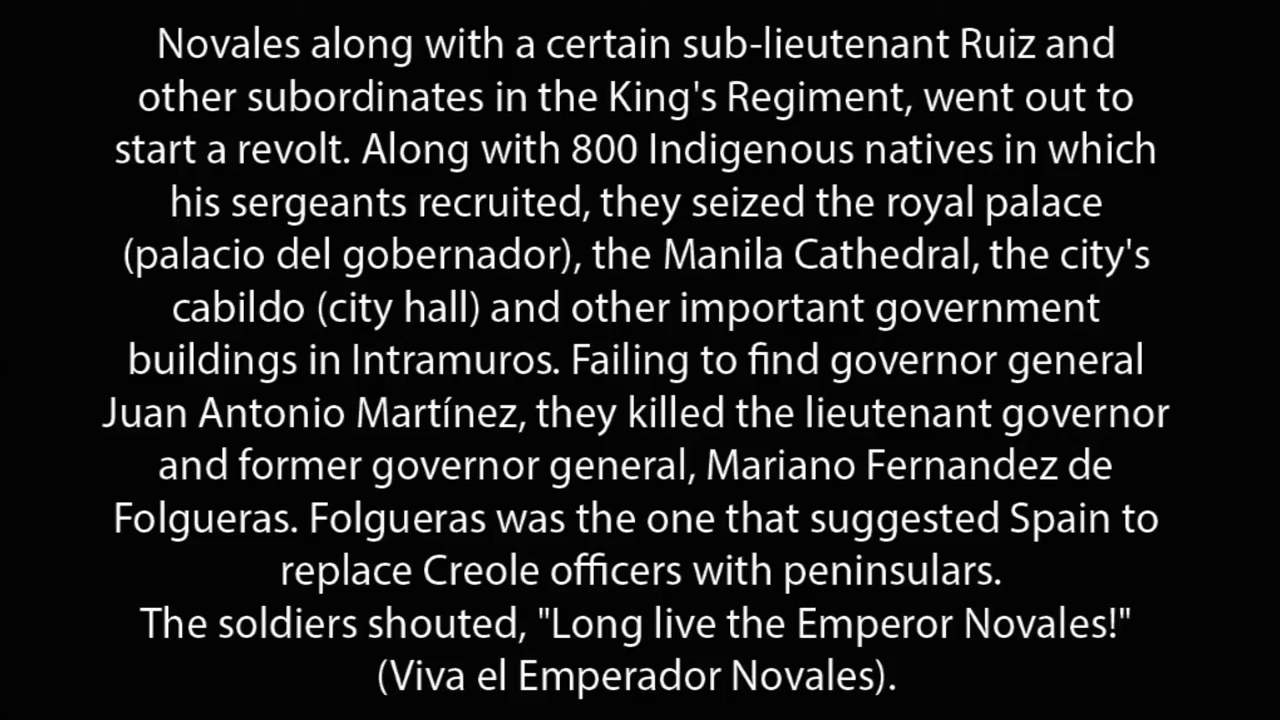 Novales along with a certain sub-lieutenant Ruiz and
other subordinates in the King's Regiment, went out to
start a revolt. Along with 800 Indigenous natives in which
his sergeants recruited, they seized the royal palace
(palacio del gobernador), the Manila Cathedral, the city's
cabildo (city hall) and other important government
buildings in Intramuros. Failing to find governor general
Juan Antonio Martínez, they killed the lieutenant governor
and former governor general, Mariano Fernandez de
Folgueras. Folgueras was the one that suggested Spain to
replace Creole officers with peninsulars.
The soldiers shouted, "Long live the Emperor Novales!"
(Viva el Emperador Novales).